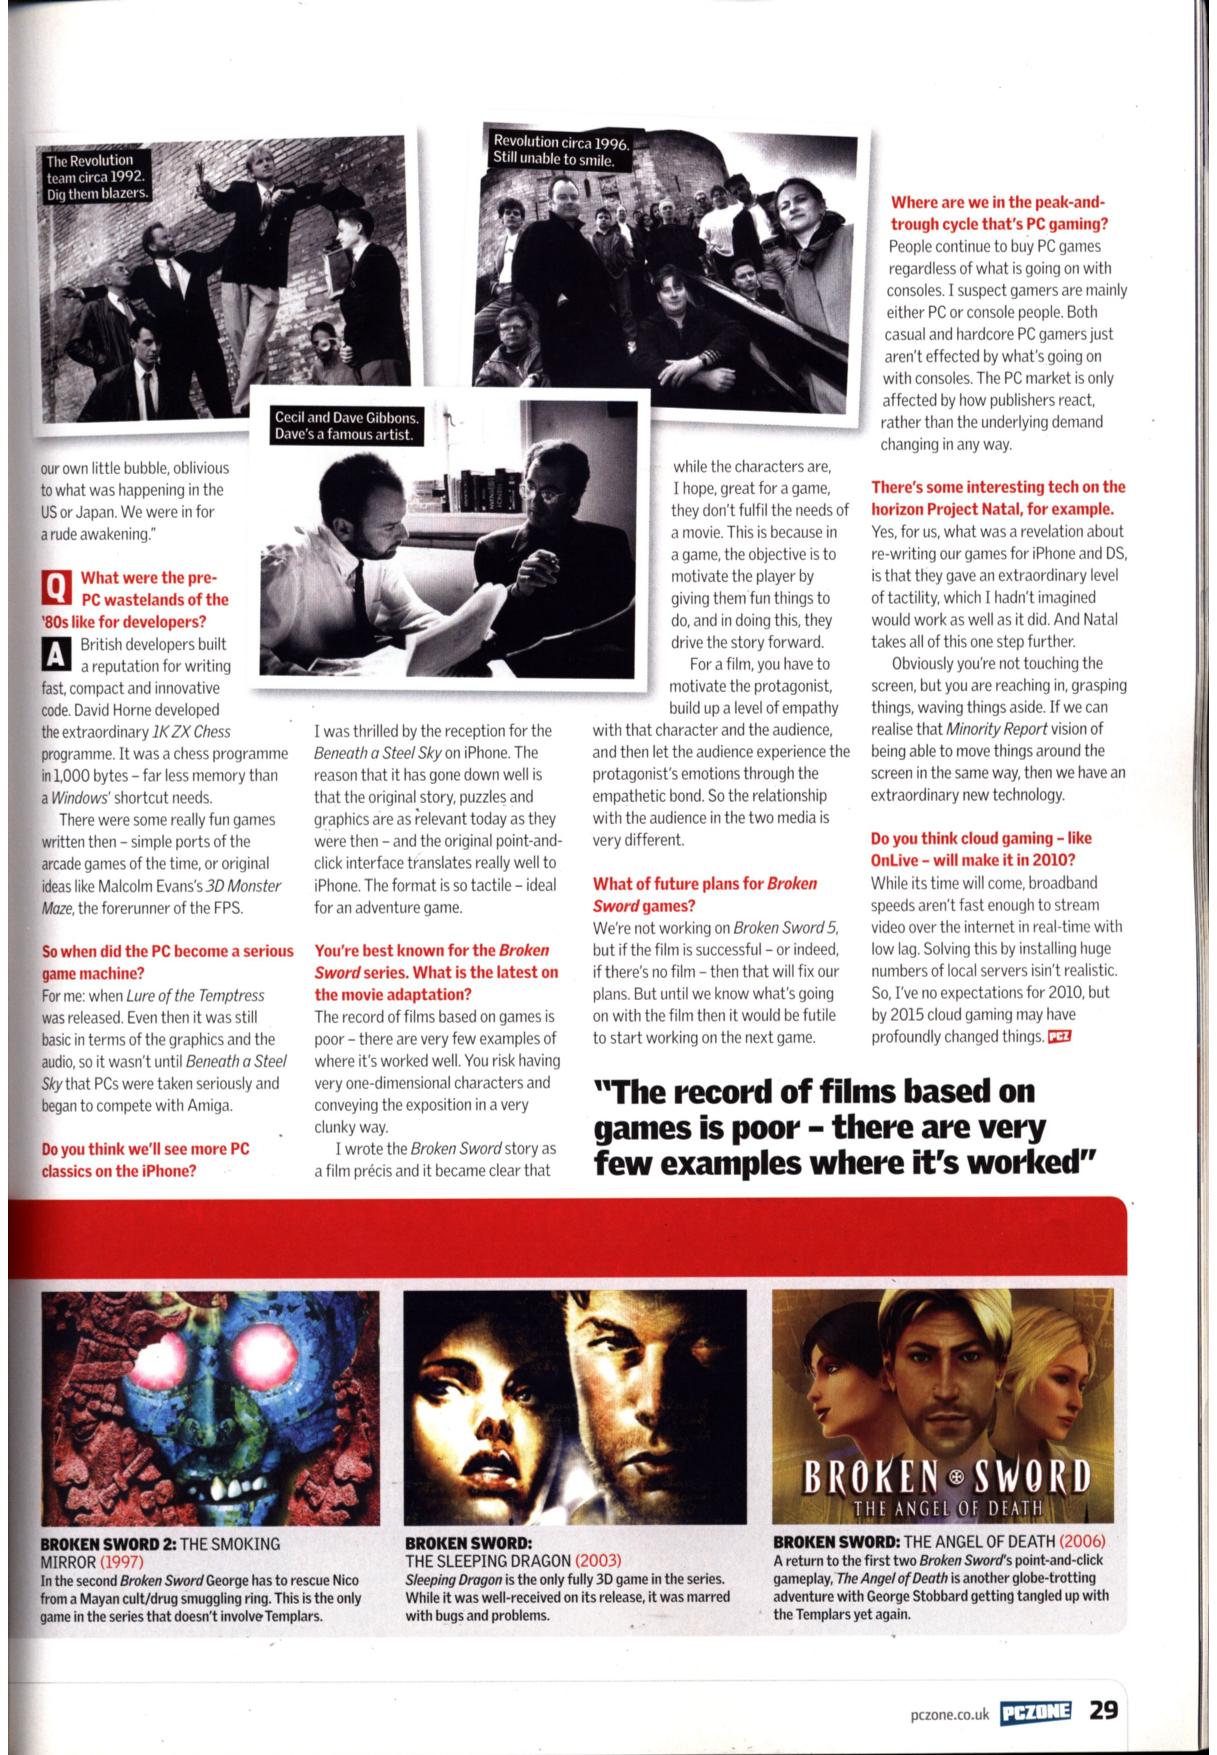 The Revolution
team circa 1992.
Dig them blazers.
Revolution circa 1996.
Still unable to smile.
Cecil and Dave Gibbons.
Dave's a famous artist.
our own little bubble, oblivious
to what was happening in the
US or Japan. We were in for
a rude awakening."
Q What were the pre-
PC wastelands of the
'80s like for developers?
A British developers built
a reputation for writing
fast, compact and innovative
code. David Horne developed
the extraordinary 1K ZX Chess
programme. It was a chess programme
in 1,000 bytes – far less memory than
a Windows' shortcut needs.
There were some really fun games
written then – simple ports of the
arcade games of the time, or original
ideas like Malcolm Evans's 3D Monster
Maze, the forerunner of the FPS.
So when did the PC become a serious
game machine?
For me: when Lure of the Temptress
was released. Even then it was still
basic in terms of the graphics and the
audio, so it wasn't until Beneath a Steel
Sky that PCs were taken seriously and
began to compete with Amiga.
Do you think we'll see more PC
classics on the iPhone?
I was thrilled by the reception for the
Beneath a Steel Sky on iPhone. The
reason that it has gone down well is
that the original story, puzzles and
graphics are as relevant today as they
were then – and the original point-and-
click interface translates really well to
iPhone. The format is so tactile – ideal
for an adventure game.
You're best known for the Broken
Sword series. What is the latest on
the movie adaptation?
The record of films based on games is
poor – there are very few examples of
where it's worked well. You risk having
very one-dimensional characters and
conveying the exposition in a very
clunky way.
I wrote the Broken Sword story as
a film précis and it became clear that
while the characters are,
I hope, great for a game,
they don't fulfil the needs of
a movie. This is because in
a game, the objective is to
motivate the player by
giving them fun things to
do, and in doing this, they
drive the story forward.
For a film, you have to
motivate the protagonist,
build up a level of empathy
with that character and the audience,
and then let the audience experience the
protagonist's emotions through the
empathetic bond. So the relationship
with the audience in the two media is
very different.
What of future plans for Broken
Sword games?
We're not working on Broken Sword 5,
but if the film is successful – or indeed,
if there's no film – then that will fix our
plans. But until we know what's going
on with the film then it would be futile
to start working on the next game.
"The record of films based on
games is poor – there are very
few examples where it's worked"
Where are we in the peak-and-
trough cycle that's PC gaming?
People continue to buy PC games
regardless of what is going on with
consoles. I suspect gamers are mainly
either PC or console people. Both
casual and hardcore PC gamers just
aren't effected by what's going on
with consoles. The PC market is only
affected by how publishers react,
rather than the underlying demand
changing in any way.
There's some interesting tech on the
horizon Project Natal, for example.
Yes, for us, what was a revelation about
re-writing our games for iPhone and DS,
is that they gave an extraordinary level
of tactility, which I hadn't imagined
would work as well as it did. And Natal
takes all of this one step further.
Obviously you're not touching the
screen, but you are reaching in, grasping
things, waving things aside. If we can
realise that Minority Report vision of
being able to move things around the
screen in the same way, then we have an
extraordinary new technology.
Do you think cloud gaming – like
OnLive – will make it in 2010?
While its time will come, broadband
speeds aren't fast enough to stream
video over the internet in real-time with
low lag. Solving this by installing huge
numbers of local servers isin't realistic.
So, I've no expectations for 2010, but
by 2015 cloud gaming may have
profoundly changed things. PCZ
BROKEN SWORD
THE ANGEL OF DEATH
BROKEN SWORD 2: THE SMOKING
MIRROR (1997)
In the second Broken Sword George has to rescue Nico
from a Mayan cult/drug smuggling ring. This is the only
game in the series that doesn't involve Templars.
BROKEN SWORD:
THE SLEEPING DRAGON (2003)
Sleeping Dragon is the only fully 3D game in the series.
While it was well-received on its release, it was marred
with bugs and problems.
BROKEN SWORD: THE ANGEL OF DEATH (2006)
A return to the first two Broken Sword's point-and-click
gameplay, The Angel of Death is another globe-trotting
adventure with George Stobbard getting tangled up with
the Templars yet again.
pczone.co.uk PCZONE 29